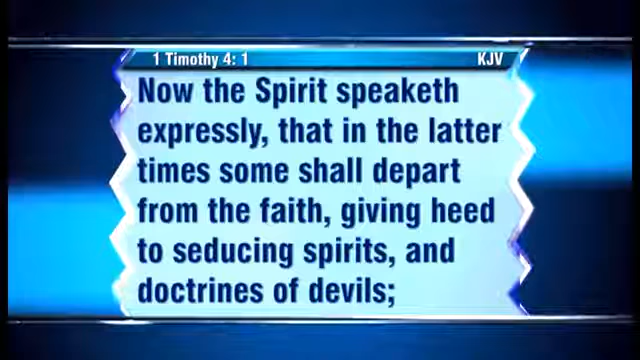 1 Timothy 4: 1 KJV
Now the Spirit speaketh
expressly, that in the latter
times some shall depart
from the faith, giving heed
to seducing spirits, and
doctrines of devils;